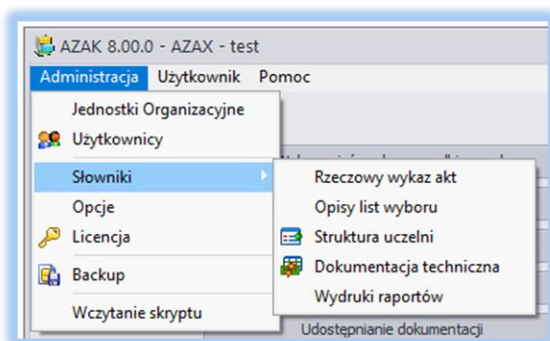 AZAK 8.00.0 - AZAX - test
Administracja Użytkownik Pomoc
Jednostki Organizacyjne
Użytkownicy
Słowniki
Opcje
Licencja
Backup
Wczytanie skryptu
Rzeczowy wykaz akt
Opisy list wyboru
Struktura uczelni
Dokumentacja techniczna
Wydruki raportów
Udostępnianie dokumentacji